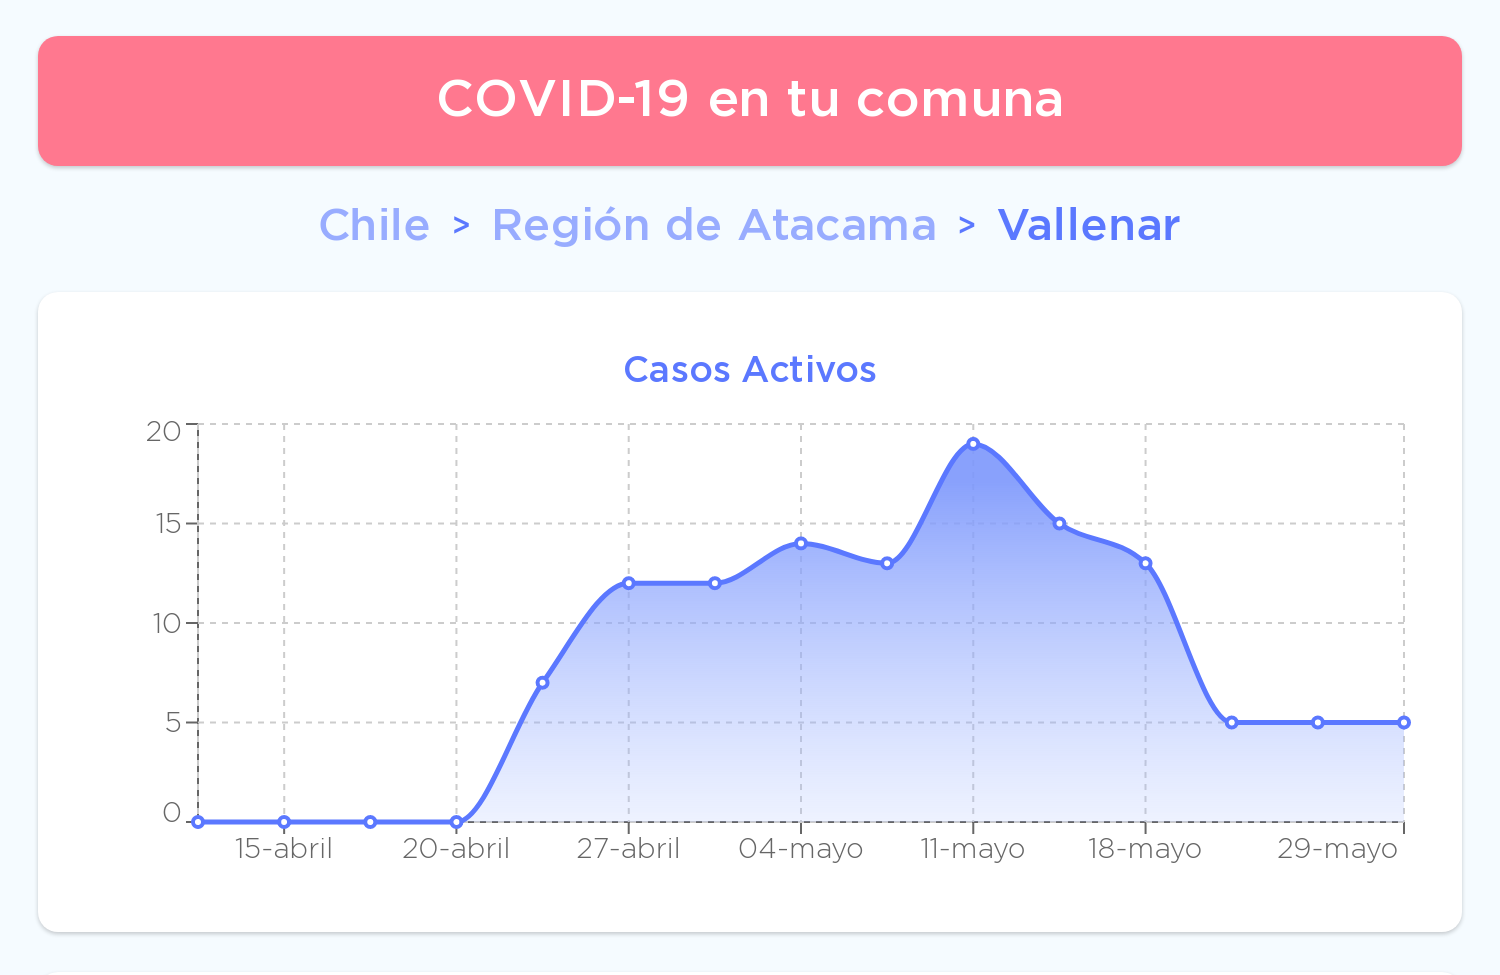 COVID-19 en tu comuna
Chile > Región de Atacama > Vallenar
Casos Activos
20
15
10
5
0
15-abril 20-abril 27-abril 04-mayo 11-mayo 18-mayo 29-mayo